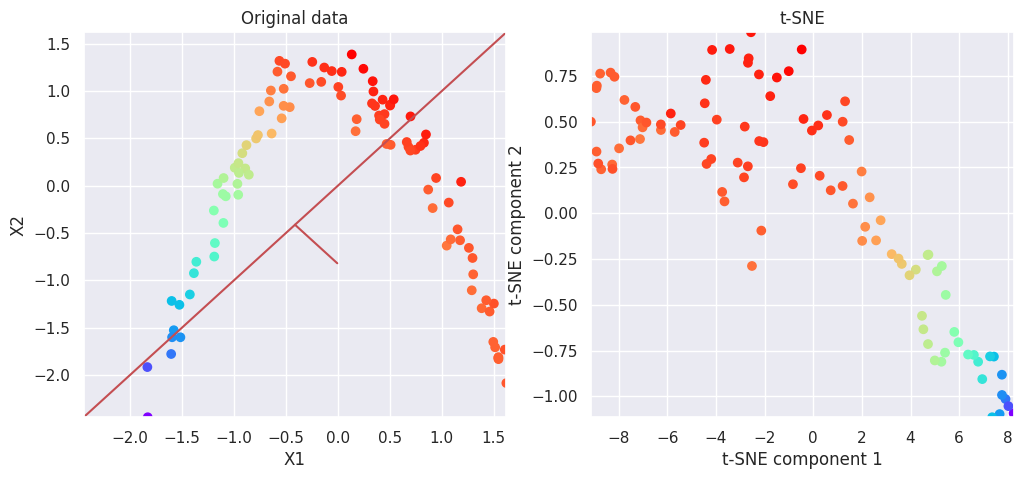 Original data
X2
1.5
1.0
0.5
0.0
−0.5
−1.0
−1.5
−2.0
−2.0 −1.5 −1.0 −0.5 0.0 0.5 1.0 1.5
X1
t-SNE
t-SNE component 2
0.75
0.50
0.25
0.00
−0.25
−0.50
−0.75
−1.00
−8 −6 −4 −2 0 2 4 6 8
t-SNE component 1